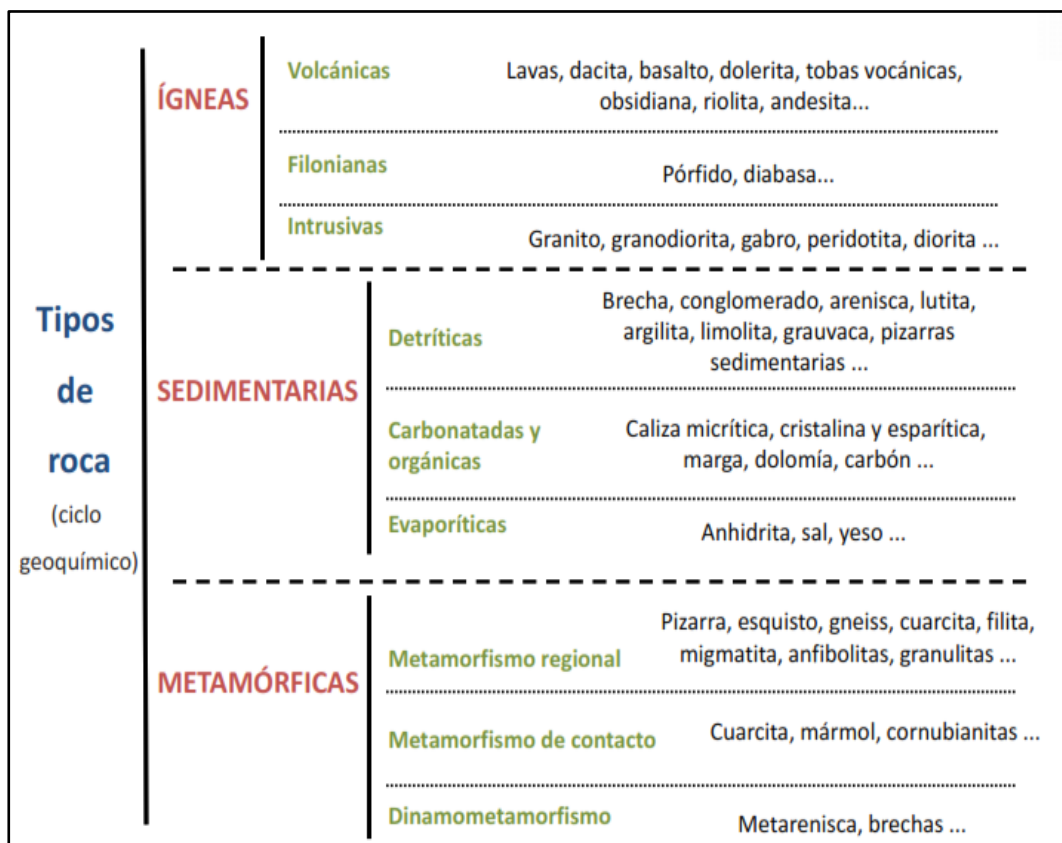 Tipos
de
roca
(ciclo
geoquímico)
ÍGNEAS
Volcánicas
Lavas, dacita, basalto, dolerita, tobas vocánicas,
obsidiana, riolita, andesita...
Filonianas
Pórfido, diabasa...
Intrusivas
Granito, granodiorita, gabro, peridotita, diorita ...
SEDIMENTARIAS
Detríticas
Brecha, conglomerado, arenisca, lutita,
argilita, limolita, grauvaca, pizarras
sedimentarias ...
Carbonatadas y
orgánicas
Caliza micrítica, cristalina y esparítica,
marga, dolomía, carbón ...
Evaporíticas
Anhidrita, sal, yeso ...
METAMÓRFICAS
Metamorfismo regional
Pizarra, esquisto, gneiss, cuarcita, filita,
migmatita, anfibolitas, granulitas ...
Metamorfismo de contacto
Cuarcita, mármol, cornubianitas ...
Dinamometamorfismo
Metarenisca, brechas ...